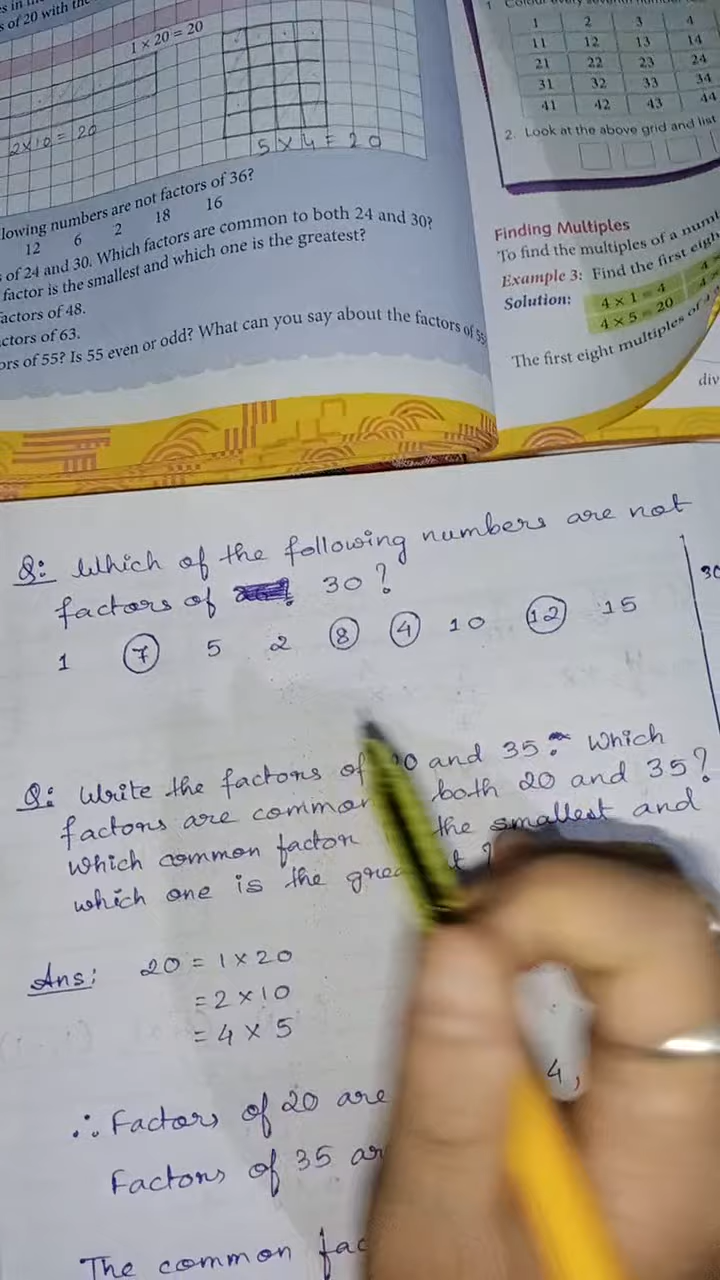 s of 20 with the
1 × 20 = 20
2×10 = 20
5 × 4 = 20
lowing numbers are not factors of 36?
12 6 2 18 16
of 24 and 30. Which factors are common to both 24 and 30?
factor is the smallest and which one is the greatest?
actors of 48.
ctors of 63.
ors of 55? Is 55 even or odd? What can you say about the factors of 55
1 2 3 4
11 12 13 14
21 22 23 24
31 32 33 34
41 42 43 44
2. Look at the above grid and list
Finding Multiples
To find the multiples of a num
Example 3: Find the first eigh
Solution: 4 × 1 = 4
4 × 5 = 20
The first eight multiples of
div
Q: Which of the following numbers are not
factors of 30?
1 7 5 2 8 4 10 12 15
30
Q: Write the factors of 20 and 35. Which
factors are common both 20 and 35?
which common factor the smallest and
which one is the grea t ?
Ans: 20 = 1 × 20
= 2 × 10
= 4 × 5
∴ Factors of 20 are 4,
Factors of 35 ar
The common fac